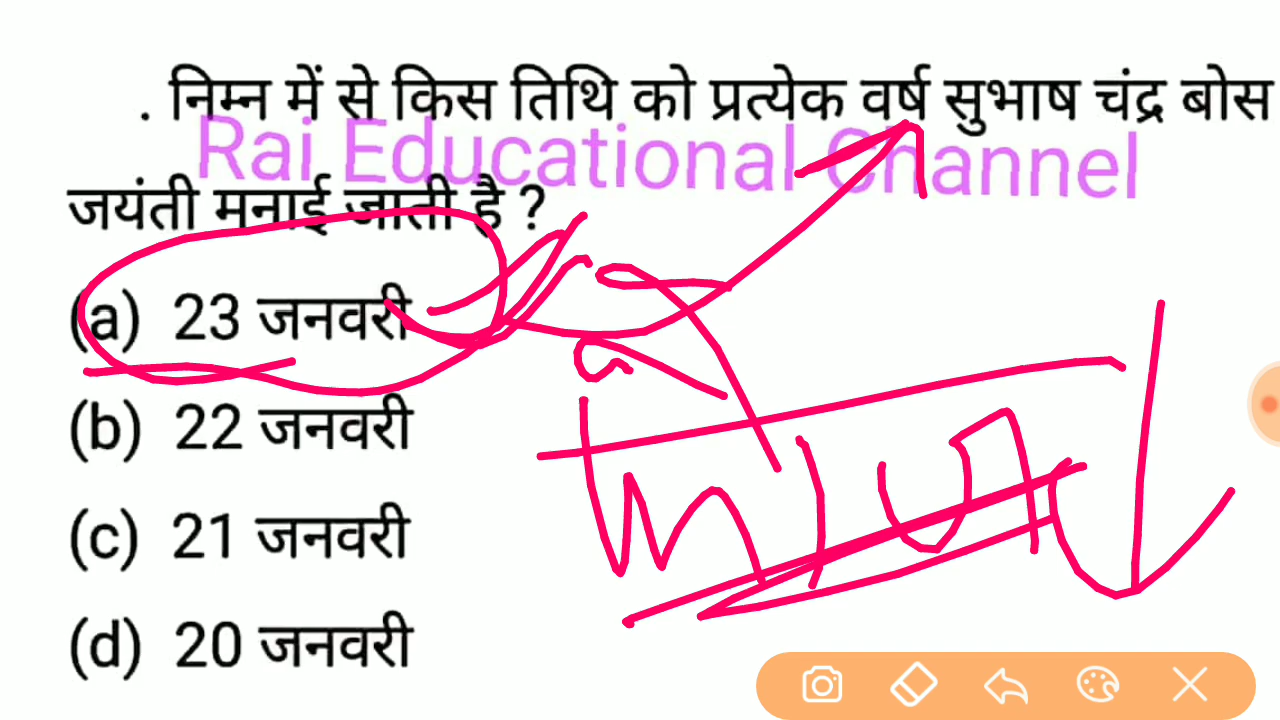 . निम्न में से किस तिथि को प्रत्येक वर्ष सुभाष चंद्र बोस
Rai Educational Channel
जयंती मनाई जाती है ?
(a) 23 जनवरी
(b) 22 जनवरी
(c) 21 जनवरी
(d) 20 जनवरी